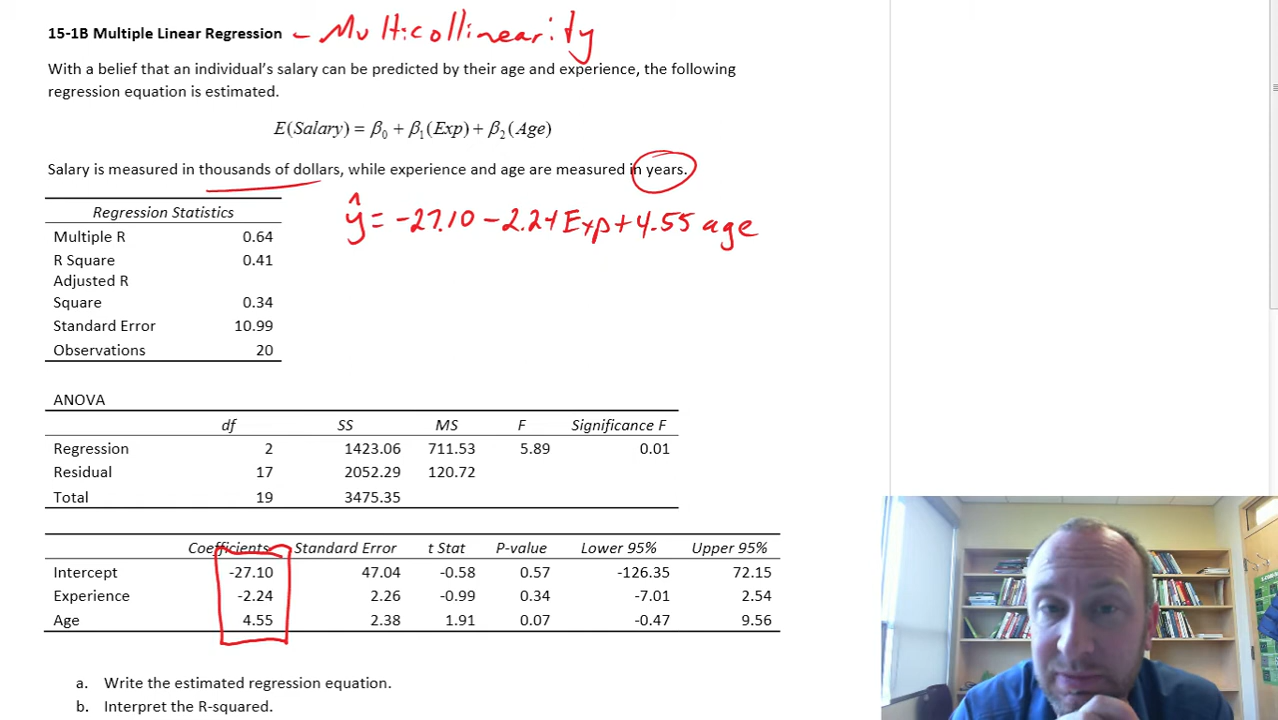 15-1B Multiple Linear Regression – Multicollinearity
With a belief that an individual's salary can be predicted by their age and experience, the following
regression equation is estimated.
E(Salary) = β0 + β1(Exp) + β2(Age)
Salary is measured in thousands of dollars, while experience and age are measured in years.
ŷ = -27.10 - 2.24 Exp + 4.55 age
Regression Statistics
Multiple R 0.64
R Square 0.41
Adjusted R
Square 0.34
Standard Error 10.99
Observations 20
ANOVA
df SS MS F Significance F
Regression 2 1423.06 711.53 5.89 0.01
Residual 17 2052.29 120.72
Total 19 3475.35
Coefficients Standard Error t Stat P-value Lower 95% Upper 95%
Intercept -27.10 47.04 -0.58 0.57 -126.35 72.15
Experience -2.24 2.26 -0.99 0.34 -7.01 2.54
Age 4.55 2.38 1.91 0.07 -0.47 9.56
a. Write the estimated regression equation.
b. Interpret the R-squared.